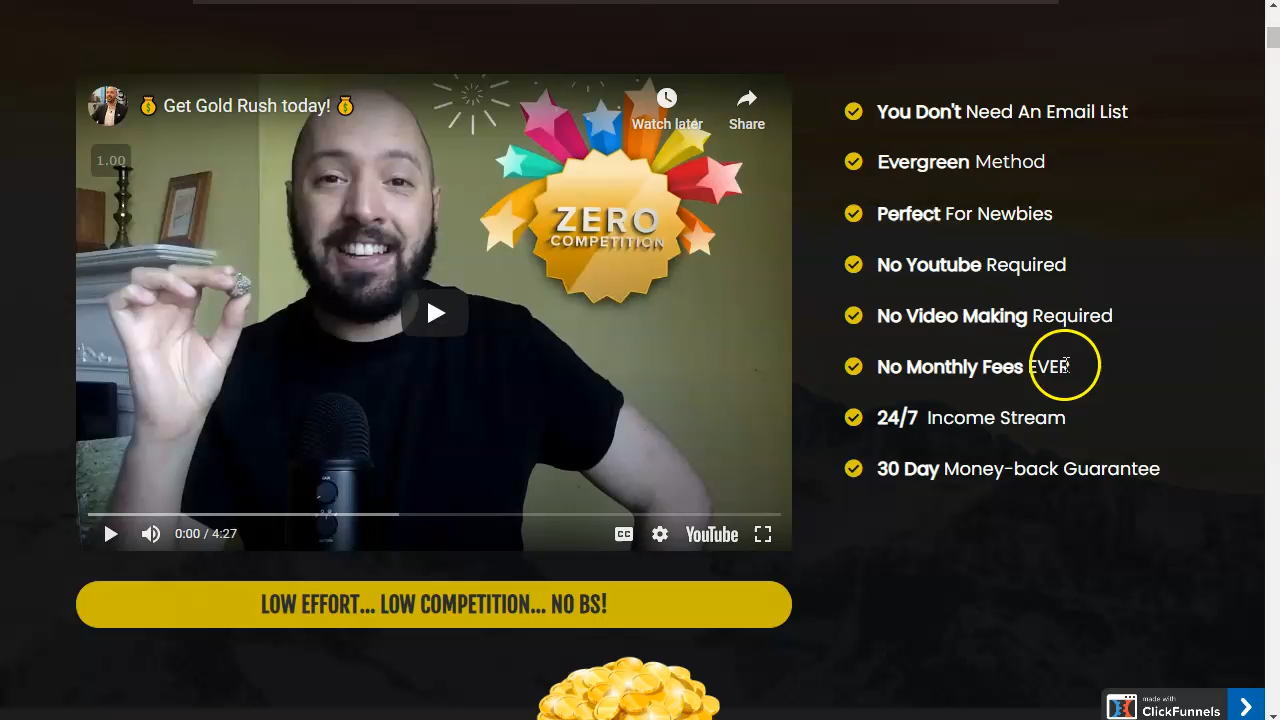 💰 Get Gold Rush today! 💰
Watch later
Share
1.00
ZERO
COMPETITION
0:00 / 4:27
CC
YouTube
You Don't Need An Email List
Evergreen Method
Perfect For Newbies
No Youtube Required
No Video Making Required
No Monthly Fees EVER
24/7 Income Stream
30 Day Money-back Guarantee
LOW EFFORT... LOW COMPETITION... NO BS!
made with
ClickFunnels